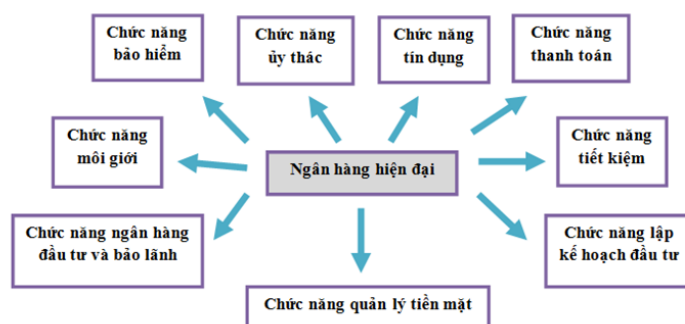 Chức năng
bảo hiểm
Chức năng
ủy thác
Chức năng
tín dụng
Chức năng
thanh toán
Chức năng
môi giới
Ngân hàng hiện đại
Chức năng
tiết kiệm
Chức năng ngân hàng
đầu tư và bảo lãnh
Chức năng lập
kế hoạch đầu tư
Chức năng quản lý tiền mặt